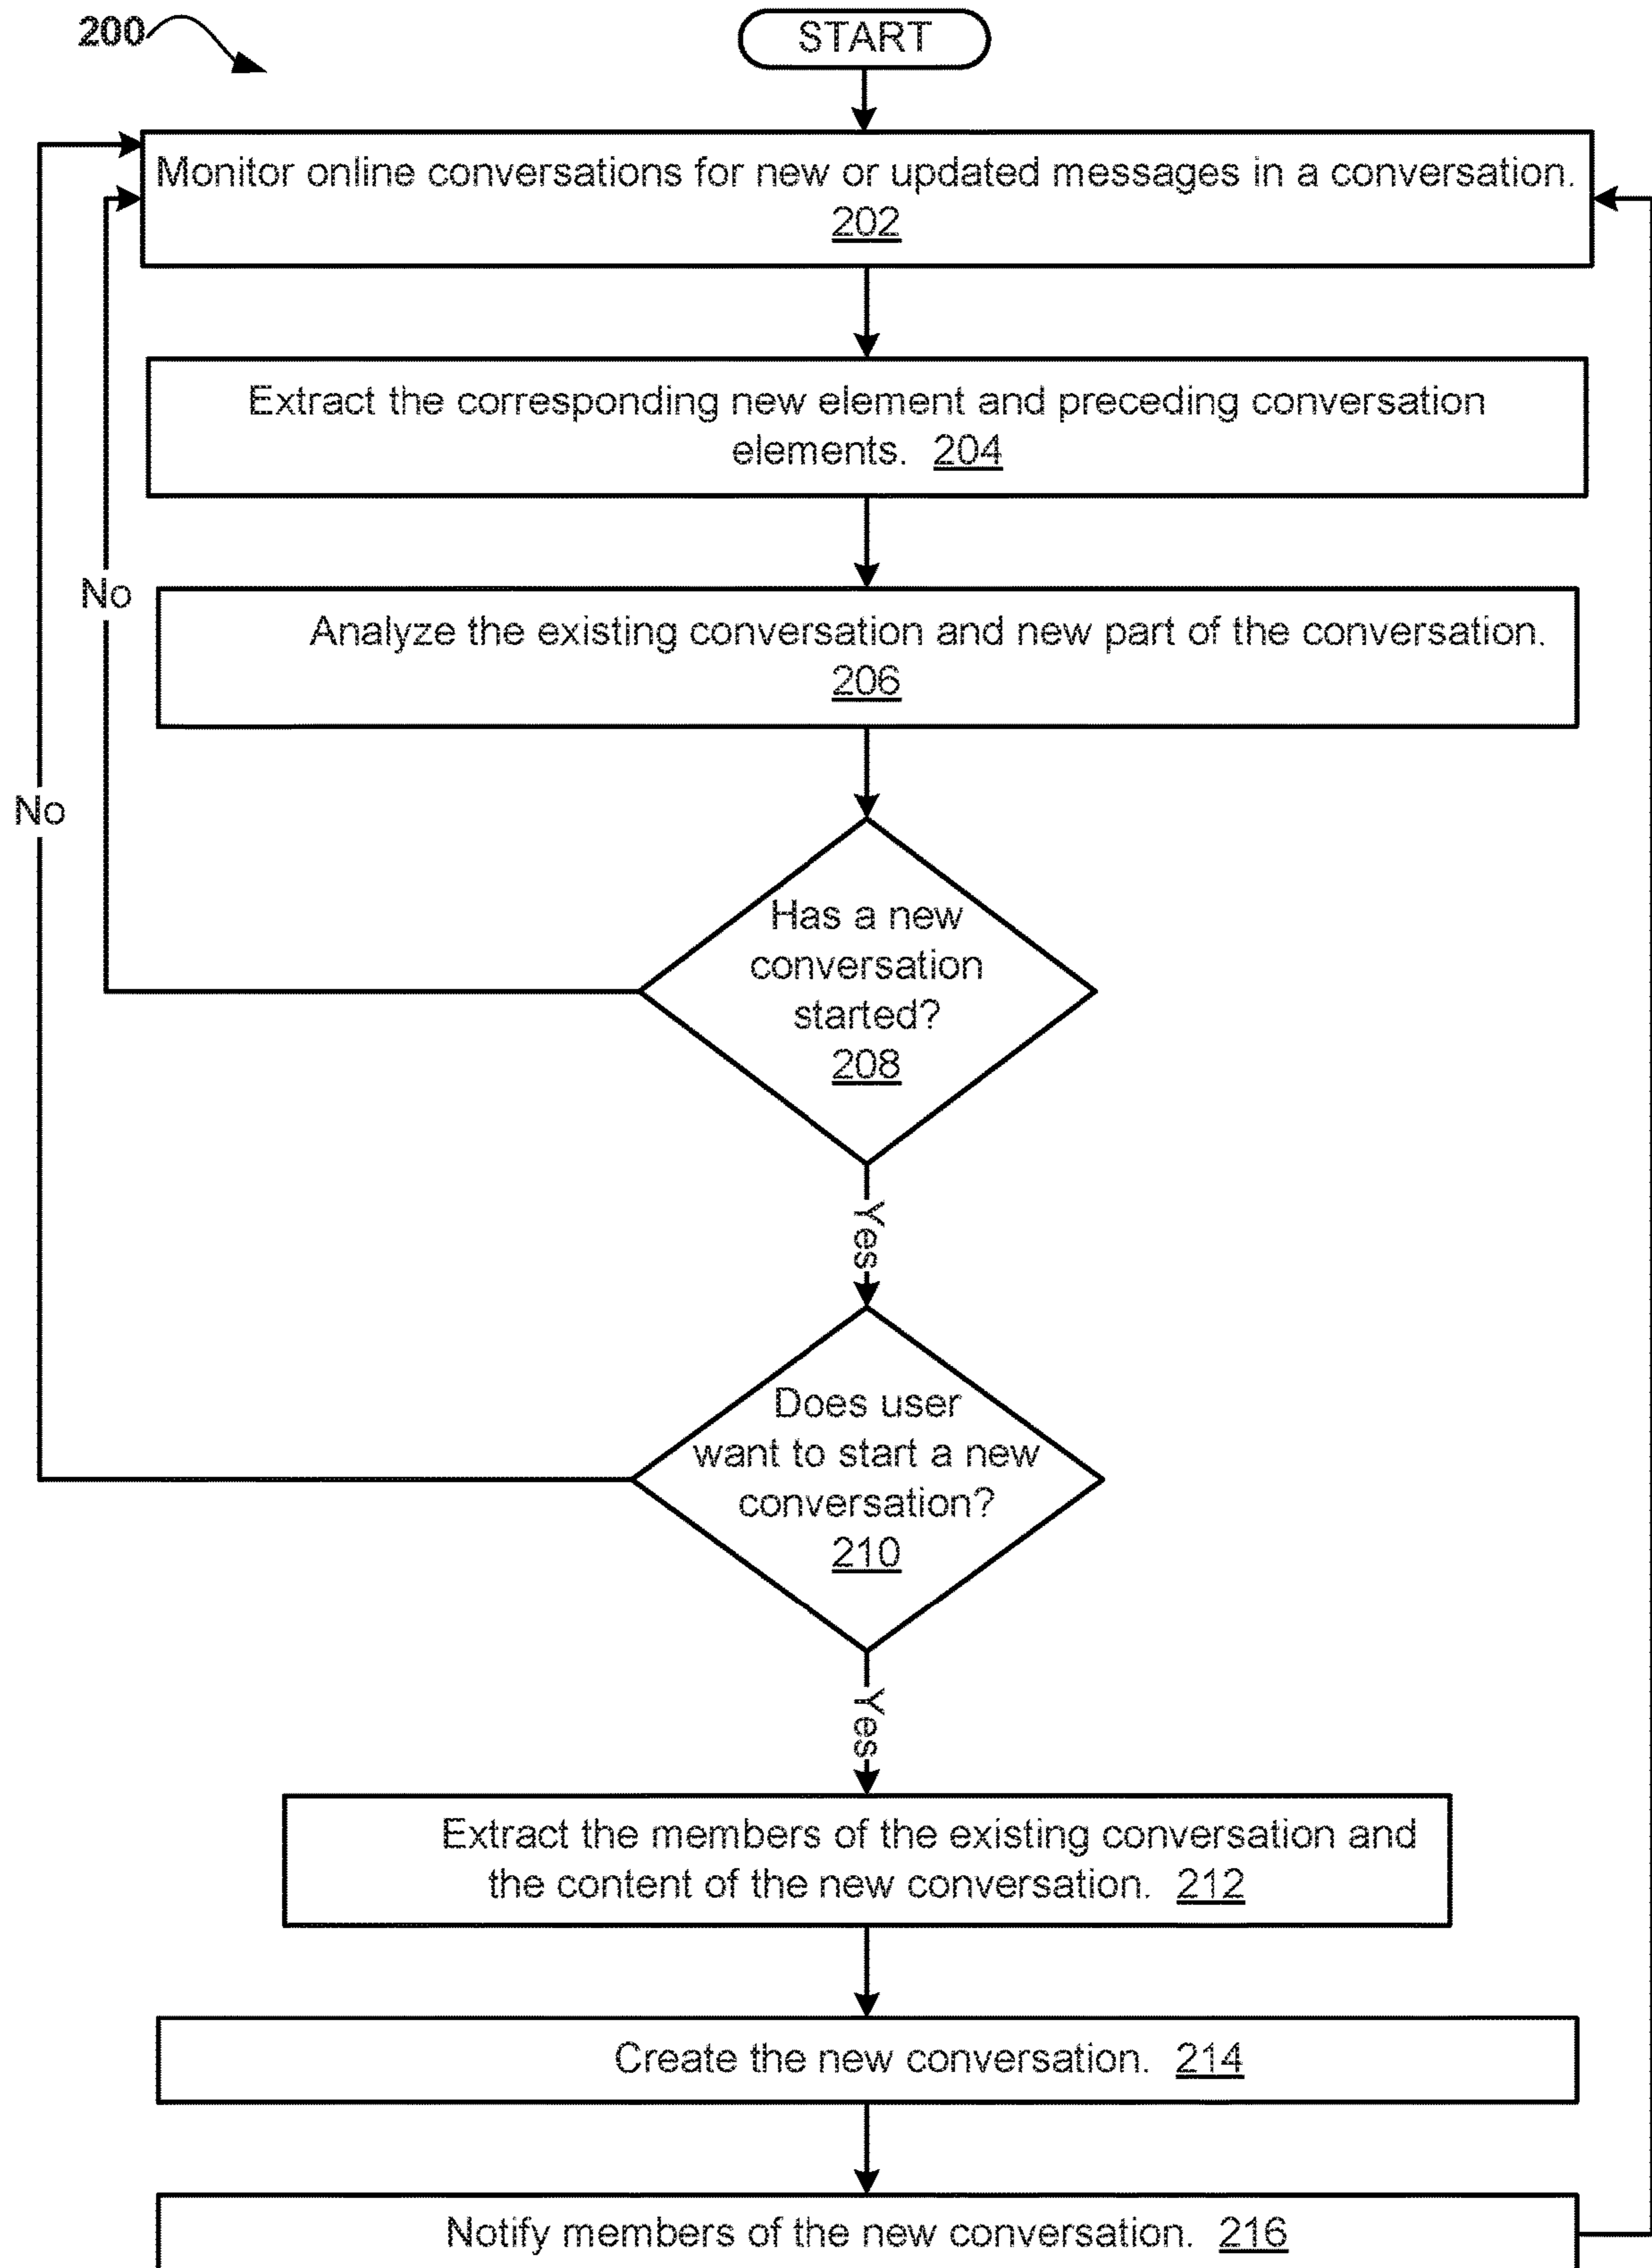 200
START
Monitor online conversations for new or updated messages in a conversation.
202
Extract the corresponding new element and preceding conversation
elements. 204
No
Analyze the existing conversation and new part of the conversation.
206
No
Has a new
conversation
started?
208
Yes
Does user
want to start a new
conversation?
210
Yes
Extract the members of the existing conversation and
the content of the new conversation. 212
Create the new conversation. 214
Notify members of the new conversation. 216